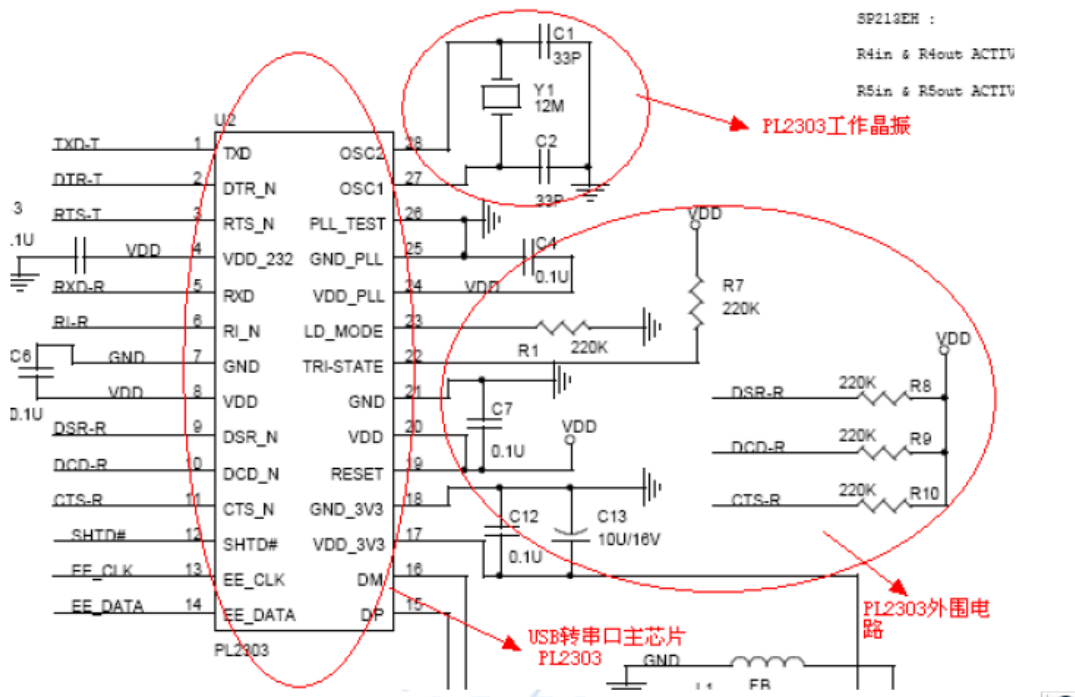 SP213EH :
R4in & R4out ACTIV
R5in & R5out ACTIV
C1
33P
Y1
12M
C2
33P
PL2303工作晶振
U2
TXD-T 1 TXD OSC2 28
DTR-T 2 DTR_N OSC1 27
RTS-T 3 RTS_N PLL_TEST 26
VDD 4 VDD_232 GND_PLL 25
RXD-R 5 RXD VDD_PLL 24 VDD
RI-R 6 RI_N LD_MODE 23
GND 7 GND TRI-STATE 22
VDD 8 VDD GND 21
DSR-R 9 DSR_N VDD 20
DCD-R 10 DCD_N RESET 19
CTS-R 11 CTS_N GND_3V3 18
SHTD# 12 SHTD# VDD_3V3 17
EE_CLK 13 EE_CLK DM 16
EE_DATA 14 EE_DATA DP 15
PL2303
3
.1U
C6
0.1U
C4
0.1U
VDD
R7
220K
R1
220K
C7
0.1U
VDD
C12
0.1U
C13
10U/16V
VDD
DSR-R 220K R8
DCD-R 220K R9
CTS-R 220K R10
PL2303外围电
路
USB转串口主芯片
PL2303
GND
L1
FB